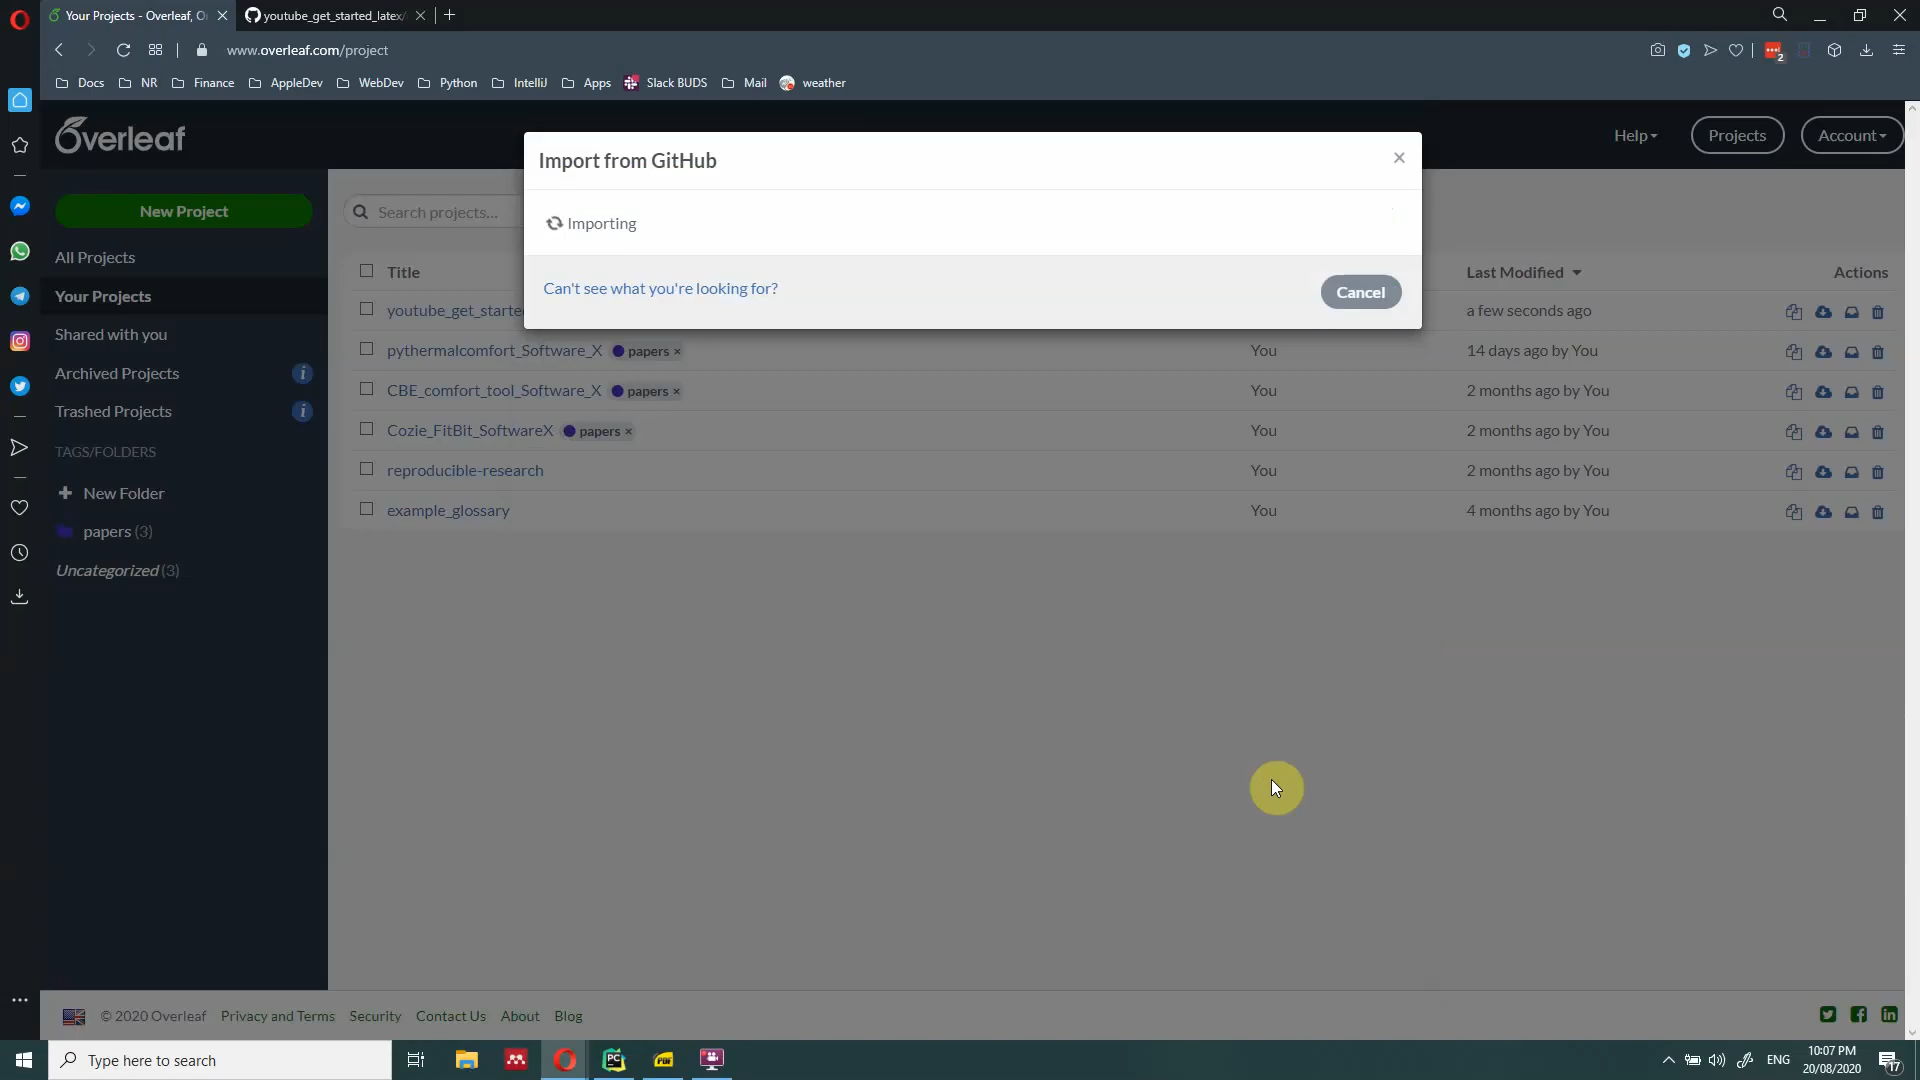 Your Projects - Overleaf, O
youtube_get_started_latex/
www.overleaf.com/project
Docs
NR
Finance
AppleDev
WebDev
Python
IntelliJ
Apps
Slack BUDS
Mail
weather
2
Overleaf
Help
Projects
Account
Import from GitHub
×
Importing
Can't see what you're looking for?
Cancel
New Project
Search projects...
All Projects
Your Projects
Shared with you
Archived Projects
i
Trashed Projects
i
TAGS/FOLDERS
New Folder
papers (3)
Uncategorized (3)
Title
Last Modified
Actions
youtube_get_starte
a few seconds ago
pythermalcomfort_Software_X papers × You 14 days ago by You
CBE_comfort_tool_Software_X papers × You 2 months ago by You
Cozie_FitBit_SoftwareX papers × You 2 months ago by You
reproducible-research You 2 months ago by You
example_glossary You 4 months ago by You
© 2020 Overleaf Privacy and Terms Security Contact Us About Blog
Type here to search
PC
PDF
ENG
10:07 PM
20/08/2020
17